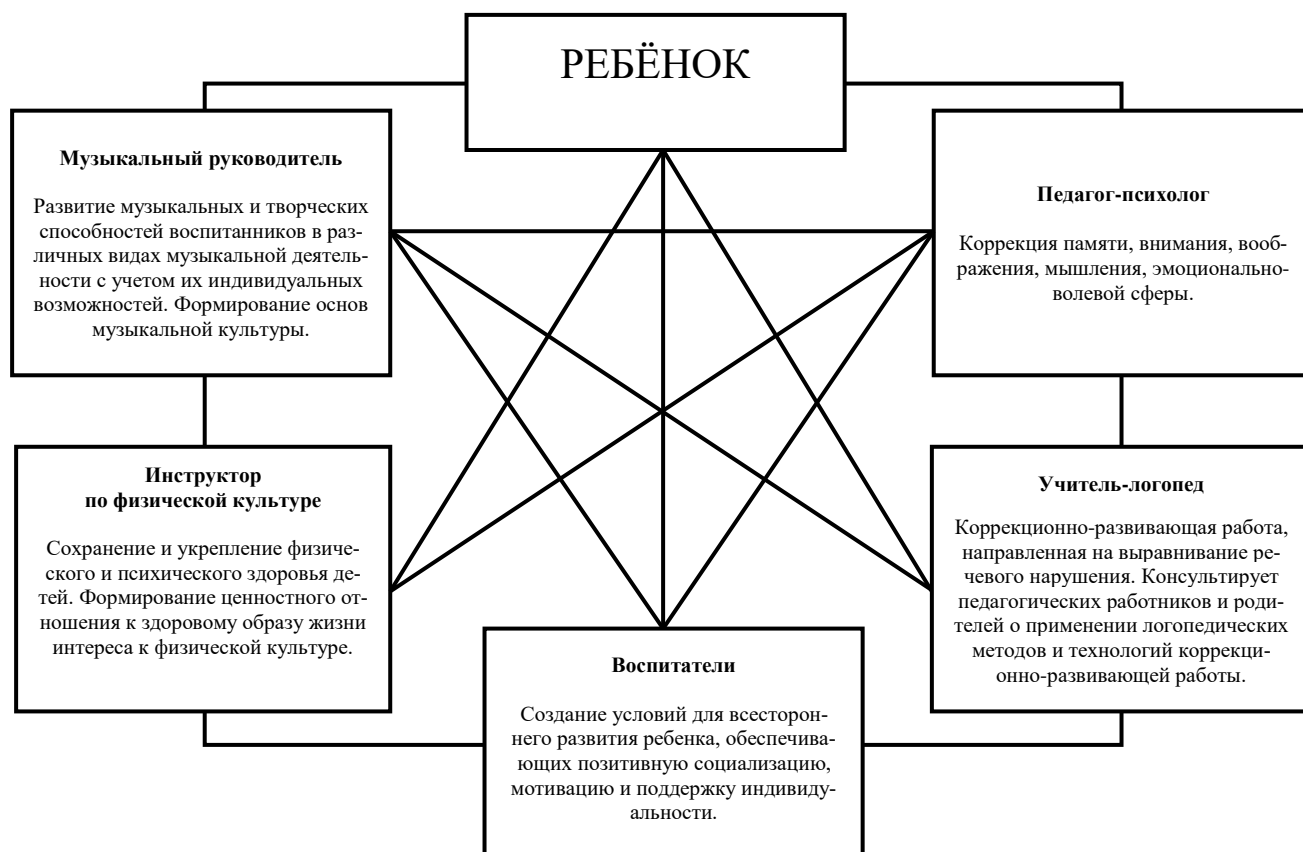 РЕБЁНОК
Музыкальный руководитель
Развитие музыкальных и творческих
способностей воспитанников в раз-
личных видах музыкальной деятель-
ности с учетом их индивидуальных
возможностей. Формирование основ
музыкальной культуры.
Педагог-психолог
Коррекция памяти, внимания, вооб-
ражения, мышления, эмоционально-
волевой сферы.
Инструктор
по физической культуре
Сохранение и укрепление физиче-
ского и психического здоровья де-
тей. Формирование ценностного от-
ношения к здоровому образу жизни
интереса к физической культуре.
Учитель-логопед
Коррекционно-развивающая работа,
направленная на выравнивание ре-
чевого нарушения. Консультирует
педагогических работников и роди-
телей о применении логопедических
методов и технологий коррекци-
онно-развивающей работы.
Воспитатели
Создание условий для всесторон-
него развития ребенка, обеспечива-
ющих позитивную социализацию,
мотивацию и поддержку индивиду-
альности.